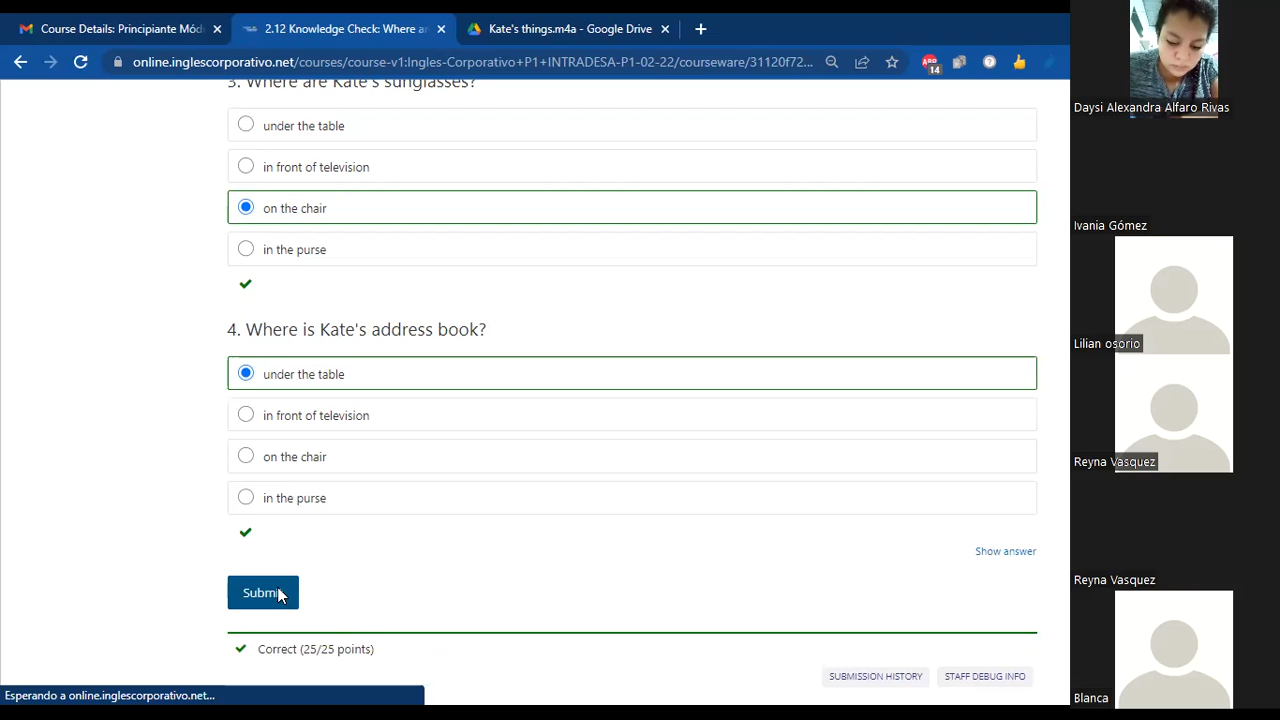 Course Details: Principiante Mód
2.12 Knowledge Check: Where ar
Kate's things.m4a - Google Drive
online.inglescorporativo.net/courses/course-v1:Ingles-Corporativo+P1+INTRADESA-P1-02-22/courseware/31120f72...
14
3. Where are Kate's sunglasses?
under the table
in front of television
on the chair
in the purse
4. Where is Kate's address book?
under the table
in front of television
on the chair
in the purse
Show answer
Submit
Correct (25/25 points)
SUBMISSION HISTORY
STAFF DEBUG INFO
Esperando a online.inglescorporativo.net...
Daysi Alexandra Alfaro Rivas
Ivania Gómez
Lilian osorio
Reyna Vasquez
Reyna Vasquez
Blanca